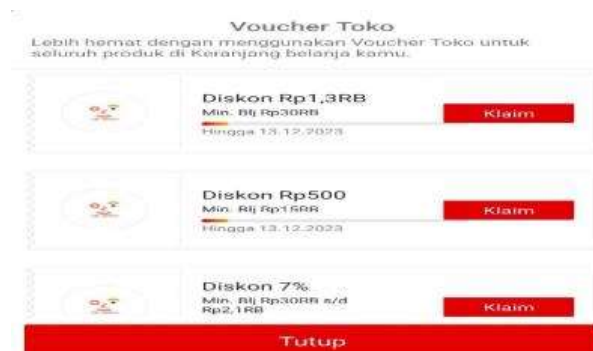 Voucher Toko
Lebih hemat dengan menggunakan Voucher Toko untuk
seluruh produk di Keranjang belanja kamu.
Diskon Rp1,3RB
Min. Blj Rp30RB
Klaim
Hingga 13.12.2023
Diskon Rp500
Min. Blj Rp15RB
Klaim
Hingga 13.12.2023
Diskon 7%
Min. Blj Rp30RB s/d
Rp2,1RB
Klaim
Tutup